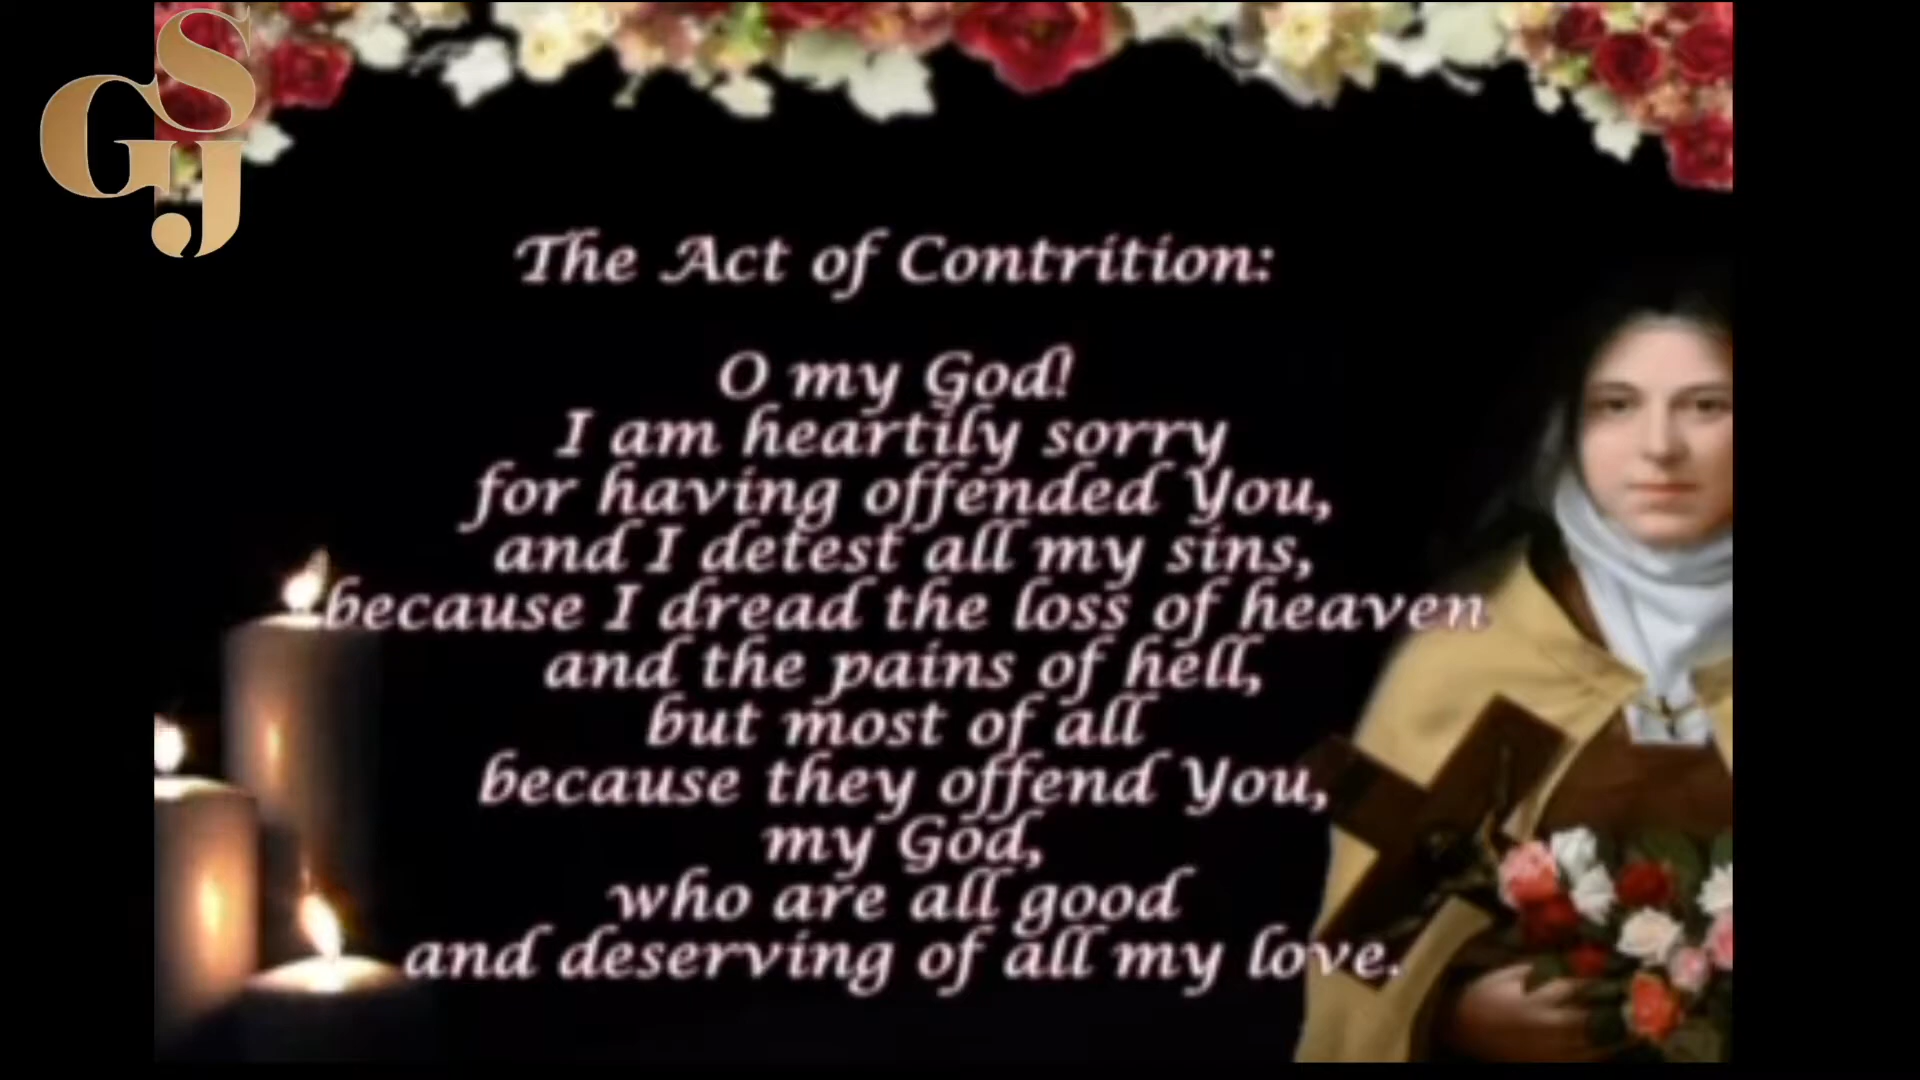 GSJ
The Act of Contrition:
O my God!
I am heartily sorry
for having offended You,
and I detest all my sins,
because I dread the loss of heaven
and the pains of hell,
but most of all
because they offend You,
my God,
who are all good
and deserving of all my love.